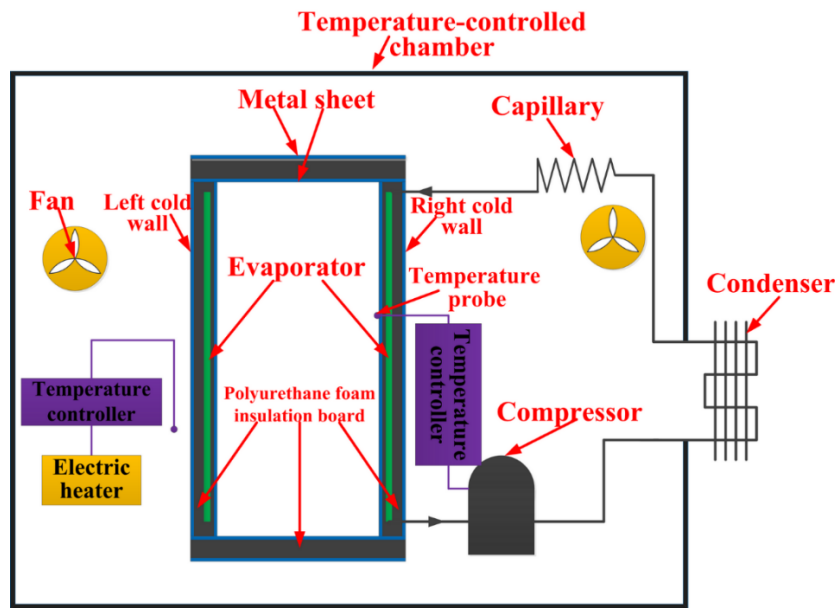 Temperature-controlled
chamber
Metal sheet
Capillary
Fan
Left cold
wall
Right cold
wall
Evaporator
Temperature
probe
Condenser
Temperature
controller
Temperature
controller
Polyurethane foam
insulation board
Compressor
Electric
heater